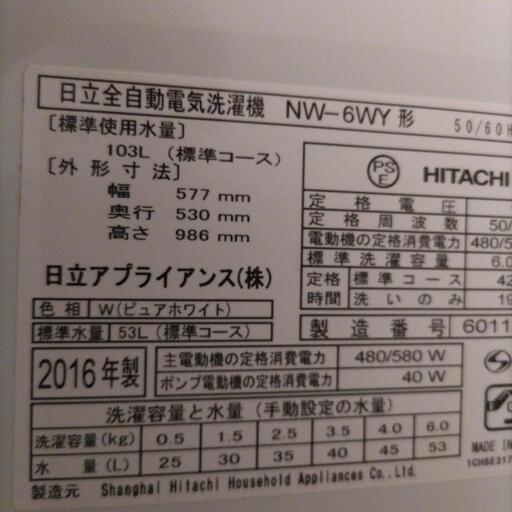 日立全自動電気洗濯機 NW-6WY 形 50/60H
〔標準使用水量〕
103L (標準コース)
〔外 形 寸 法〕
幅 577 mm
奥行 530 mm
高さ 986 mm
日立アプライアンス(株)
色 相 W(ピュアホワイト)
標準水量 53L (標準コース)
PSE HITACHI
定 格 電 圧
定 格 周 波 数 50/
電動機の定格消費電力 480/5
標 準 洗 濯 容 量 6.0
定格時間 標 準 コ ー ス 42
洗 い の み 19
製 造 番 号 6011
2016年製
主電動機の定格消費電力 480/580 W
ポンプ電動機の定格消費電力 40 W
洗濯容量と水量 (手動設定の水量)
洗濯容量(kg) 0.5 1.5 2.5 3.5 4.0 6.0
水 量 (L) 25 30 35 40 45 53
製造元 Shanghai Hitachi Household Appliances Co., Ltd.
MADE IN
1CHSE317